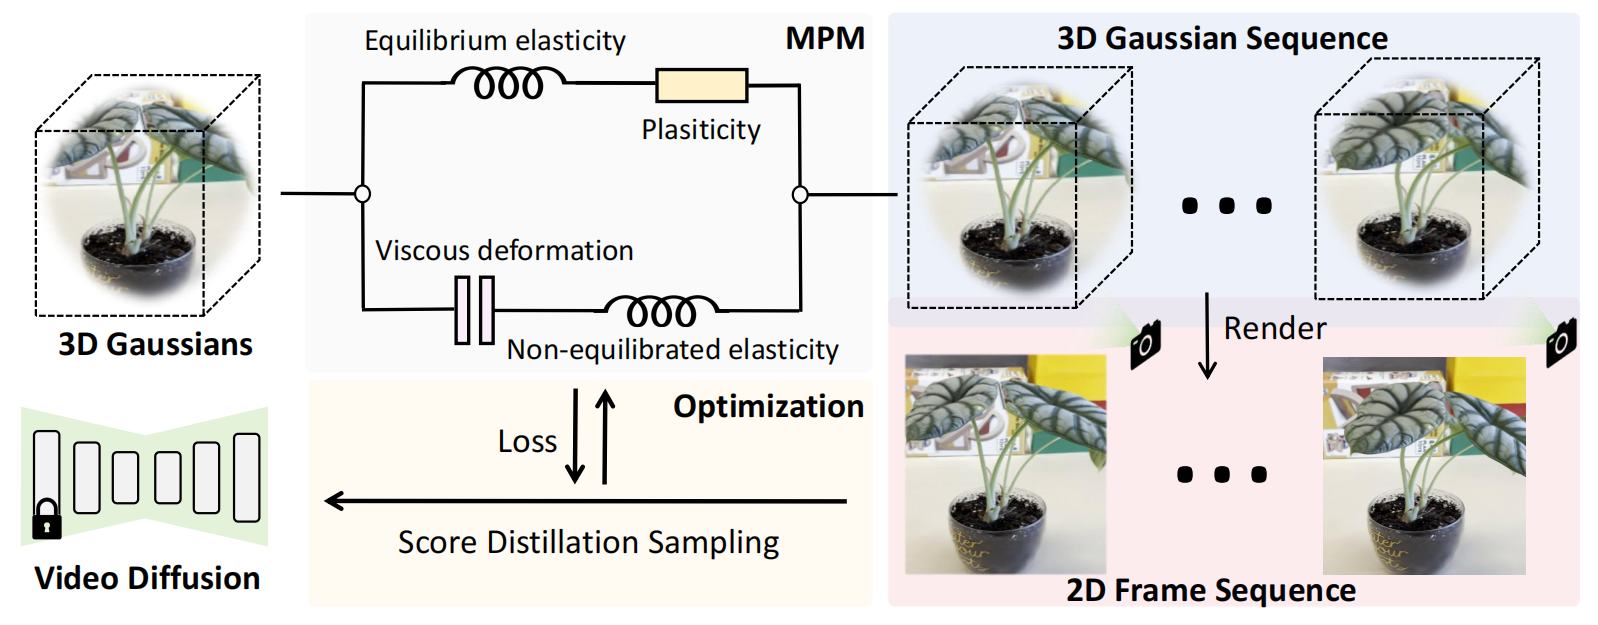 Equilibrium elasticity
MPM
Plasiticity
Viscous deformation
Non-equilibrated elasticity
3D Gaussians
3D Gaussian Sequence
Render
Optimization
Loss
Score Distillation Sampling
Video Diffusion
2D Frame Sequence